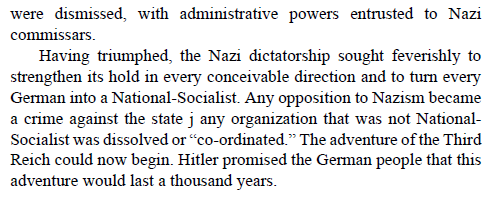 were dismissed, with administrative powers entrusted to Nazi
commissars.
Having triumphed, the Nazi dictatorship sought feverishly to
strengthen its hold in every conceivable direction and to turn every
German into a National-Socialist. Any opposition to Nazism became
a crime against the state j any organization that was not National-
Socialist was dissolved or “co-ordinated.” The adventure of the Third
Reich could now begin. Hitler promised the German people that this
adventure would last a thousand years.